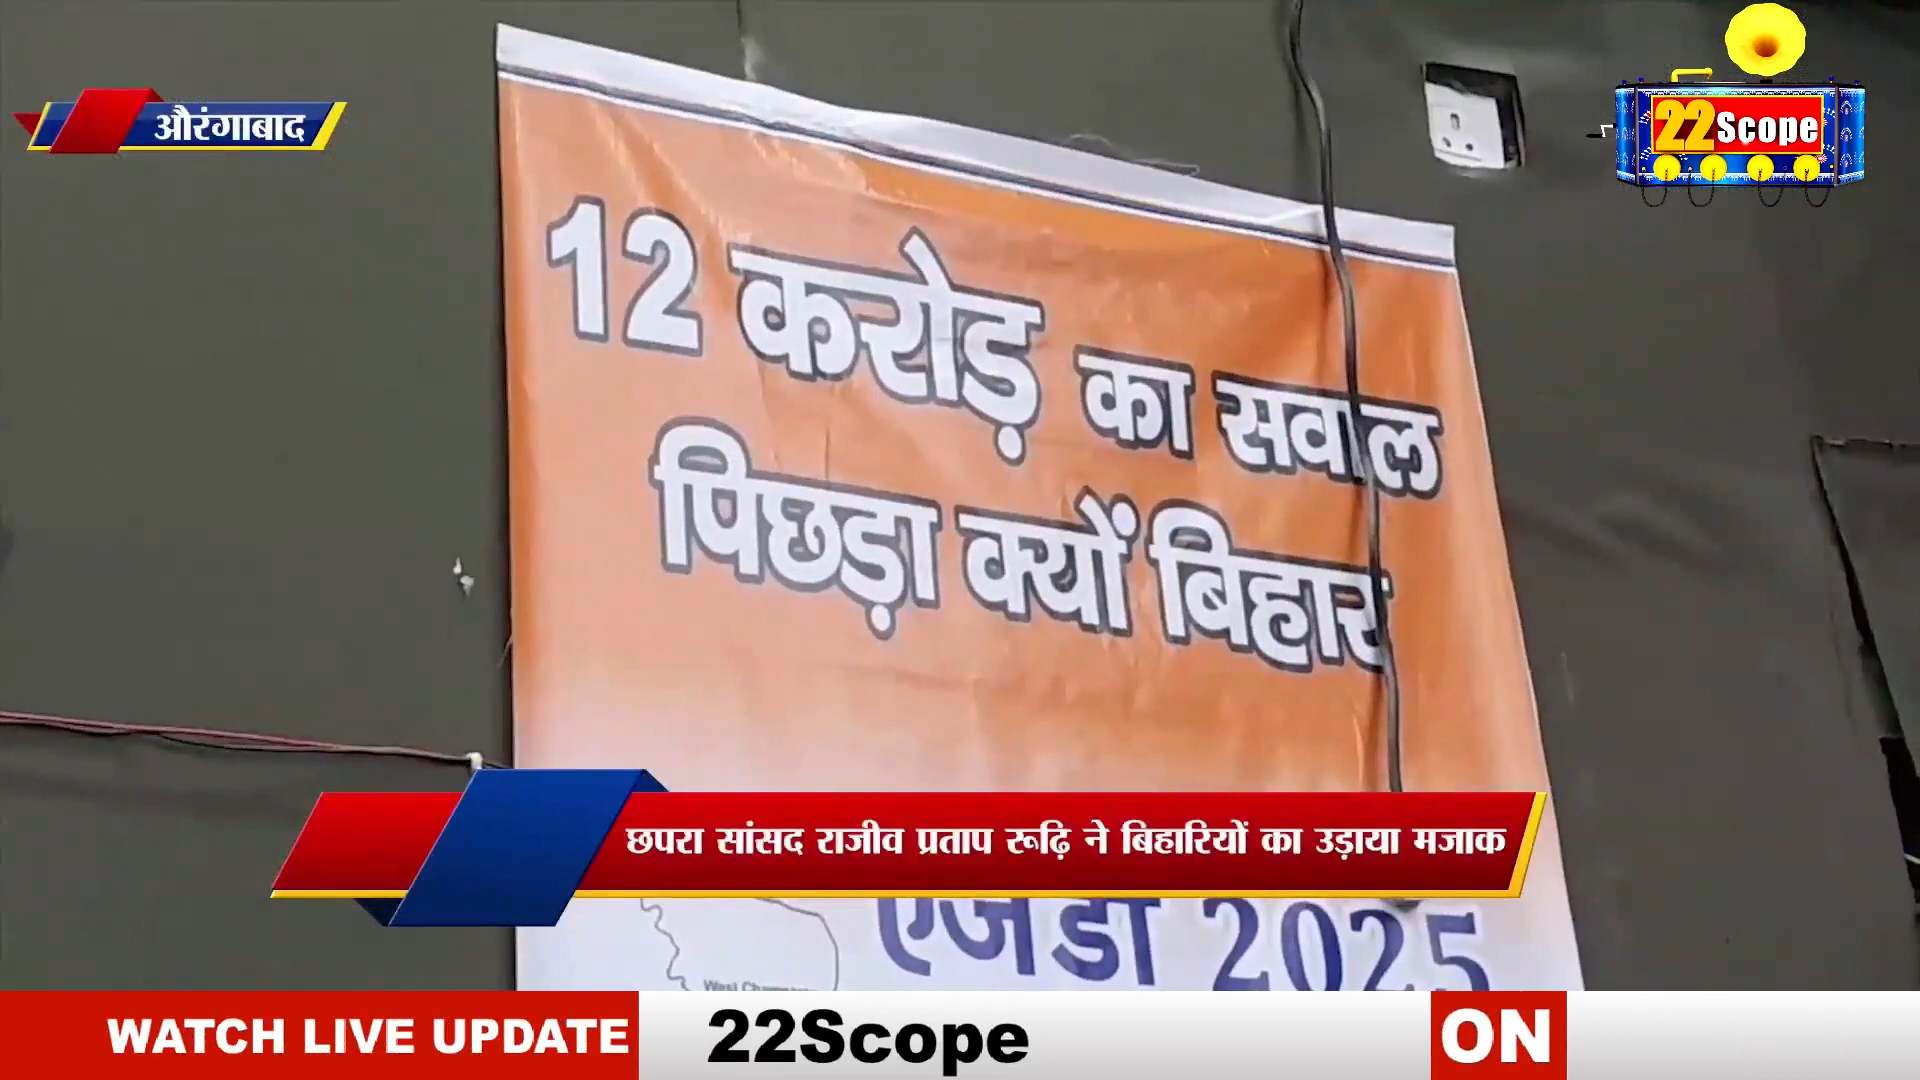 औरंगाबाद
22Scope
12 करोड़ का सवाल
पिछड़ा क्यों बिहार
छपरा सांसद राजीव प्रताप रूढ़ि ने बिहारियों का उड़ाया मजाक
एजेंडा 2025
WATCH LIVE UPDATE 22Scope ON